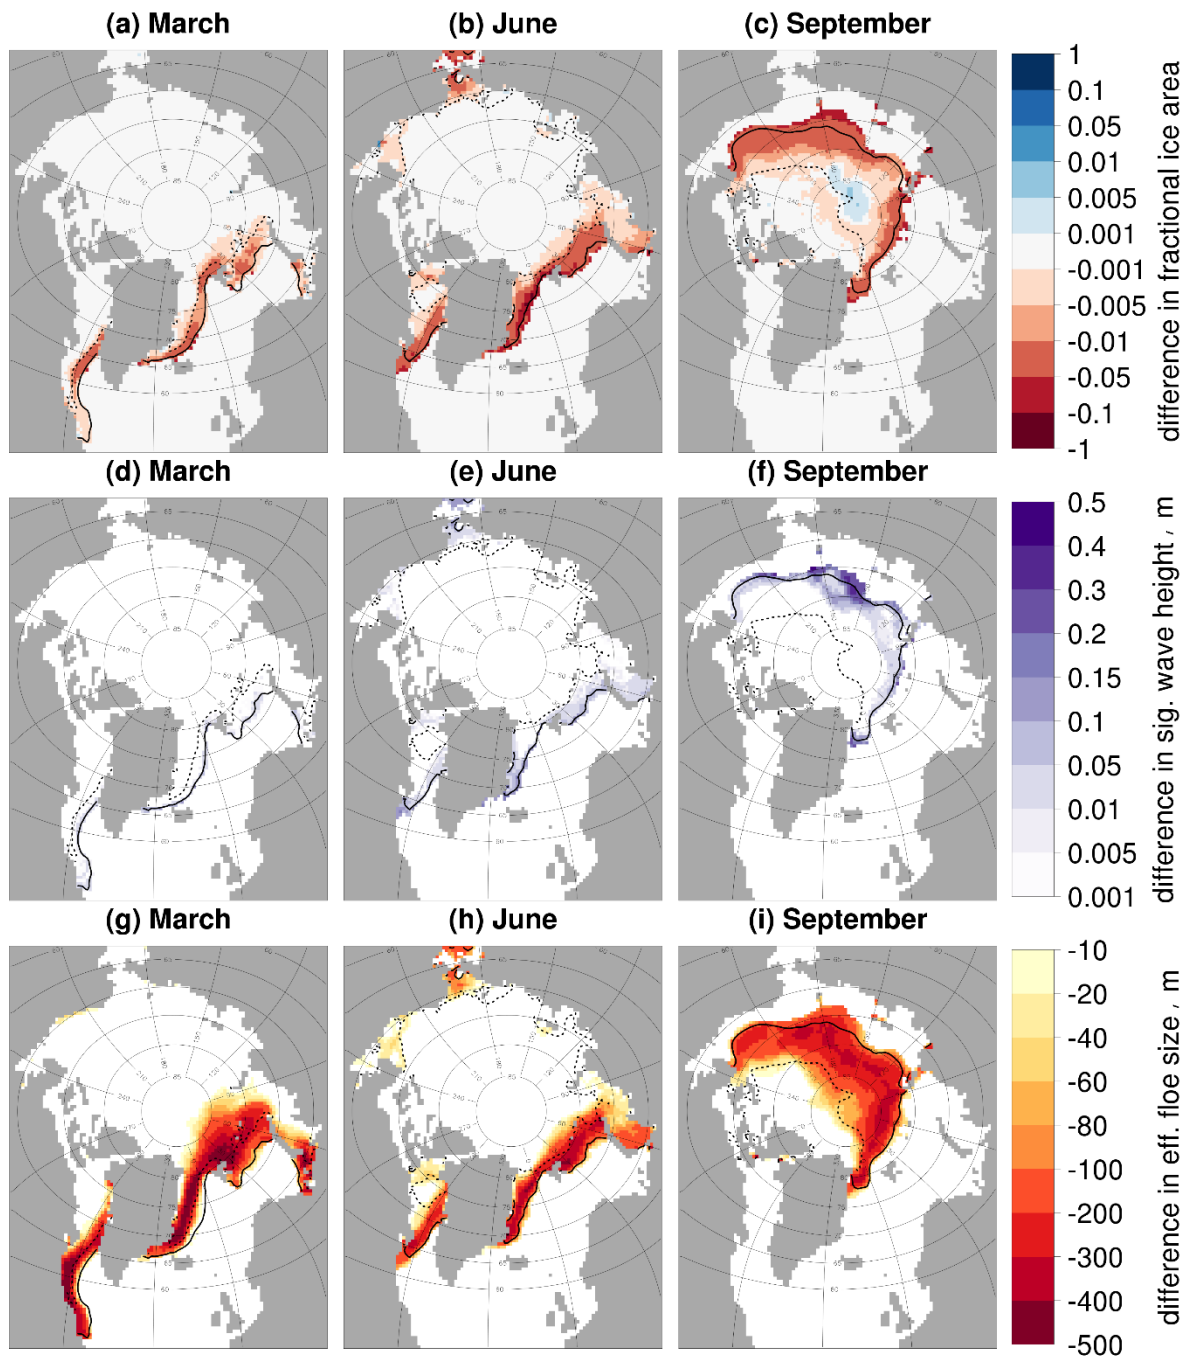 (a) March
(b) June
(c) September
1
0.1
0.05
0.01
0.005
0.001
-0.001
-0.005
-0.01
-0.05
-0.1
-1
difference in fractional ice area
(d) March
(e) June
(f) September
0.5
0.4
0.3
0.2
0.15
0.1
0.05
0.01
0.005
0.001
difference in sig. wave height, m
(g) March
(h) June
(i) September
-10
-20
-40
-60
-80
-100
-200
-300
-400
-500
difference in eff. floe size, m